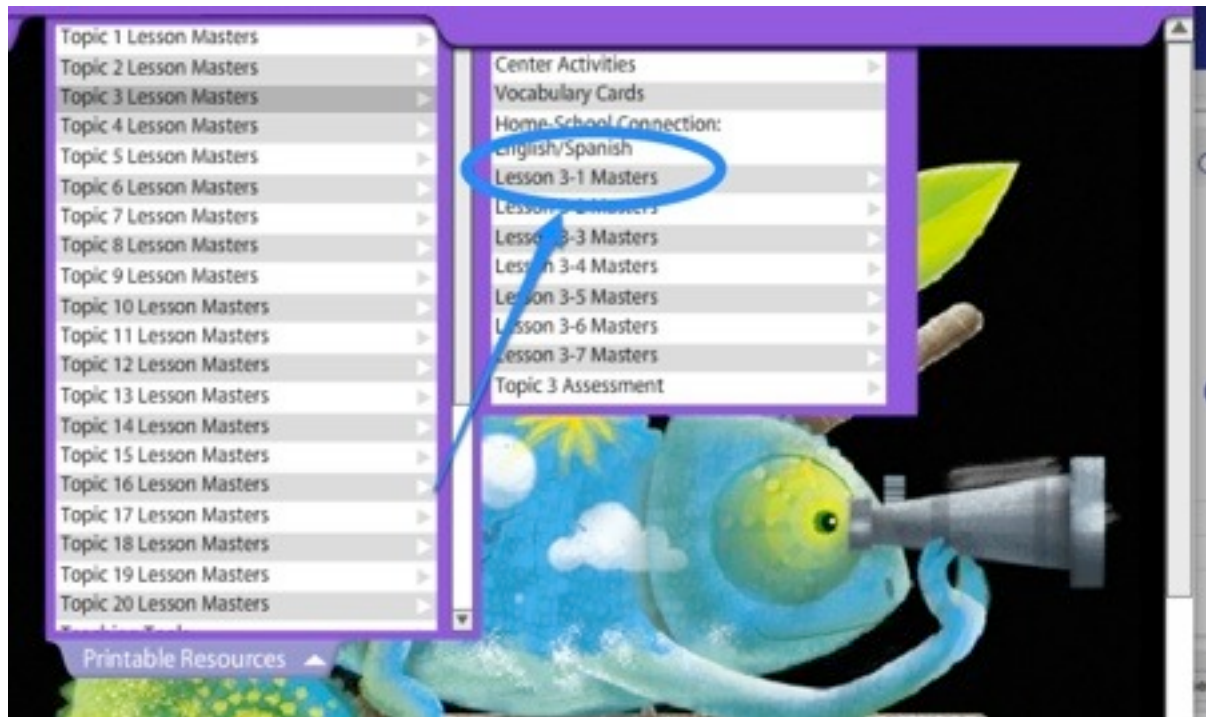 Topic 1 Lesson Masters
Topic 2 Lesson Masters
Topic 3 Lesson Masters
Topic 4 Lesson Masters
Topic 5 Lesson Masters
Topic 6 Lesson Masters
Topic 7 Lesson Masters
Topic 8 Lesson Masters
Topic 9 Lesson Masters
Topic 10 Lesson Masters
Topic 11 Lesson Masters
Topic 12 Lesson Masters
Topic 13 Lesson Masters
Topic 14 Lesson Masters
Topic 15 Lesson Masters
Topic 16 Lesson Masters
Topic 17 Lesson Masters
Topic 18 Lesson Masters
Topic 19 Lesson Masters
Topic 20 Lesson Masters
Printable Resources
Center Activities
Vocabulary Cards
Home-School Connection:
English/Spanish
Lesson 3-1 Masters
Lesson Masters
Lesson 3-3 Masters
Lesson 3-4 Masters
Lesson 3-5 Masters
Lesson 3-6 Masters
Lesson 3-7 Masters
Topic 3 Assessment